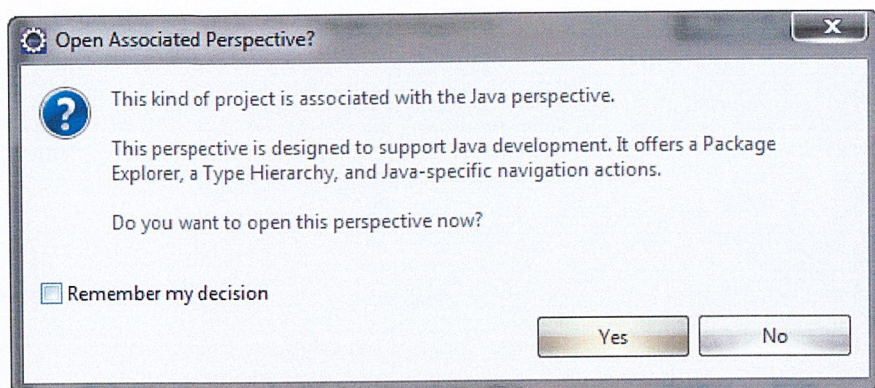 Open Associated Perspective?
This kind of project is associated with the Java perspective.
This perspective is designed to support Java development. It offers a Package
Explorer, a Type Hierarchy, and Java-specific navigation actions.
Do you want to open this perspective now?
Remember my decision
Yes
No